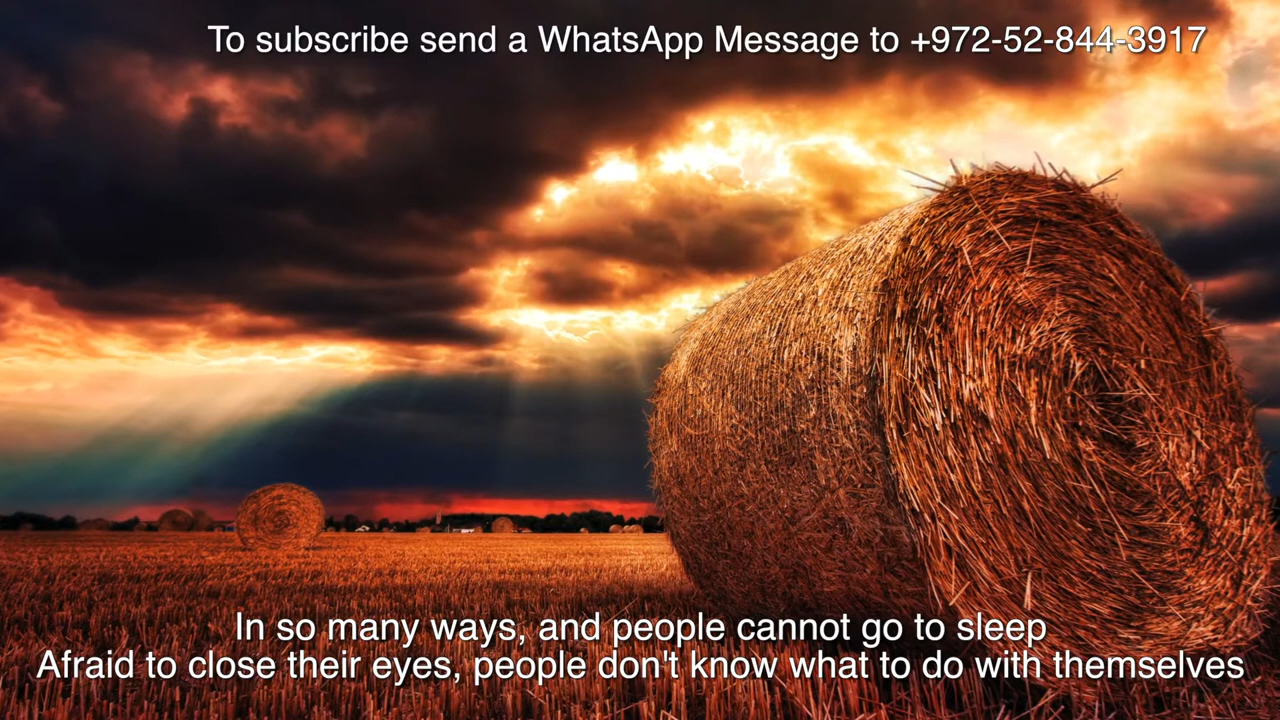 To subscribe send a WhatsApp Message to +972-52-844-3917
In so many ways, and people cannot go to sleep
Afraid to close their eyes, people don't know what to do with themselves